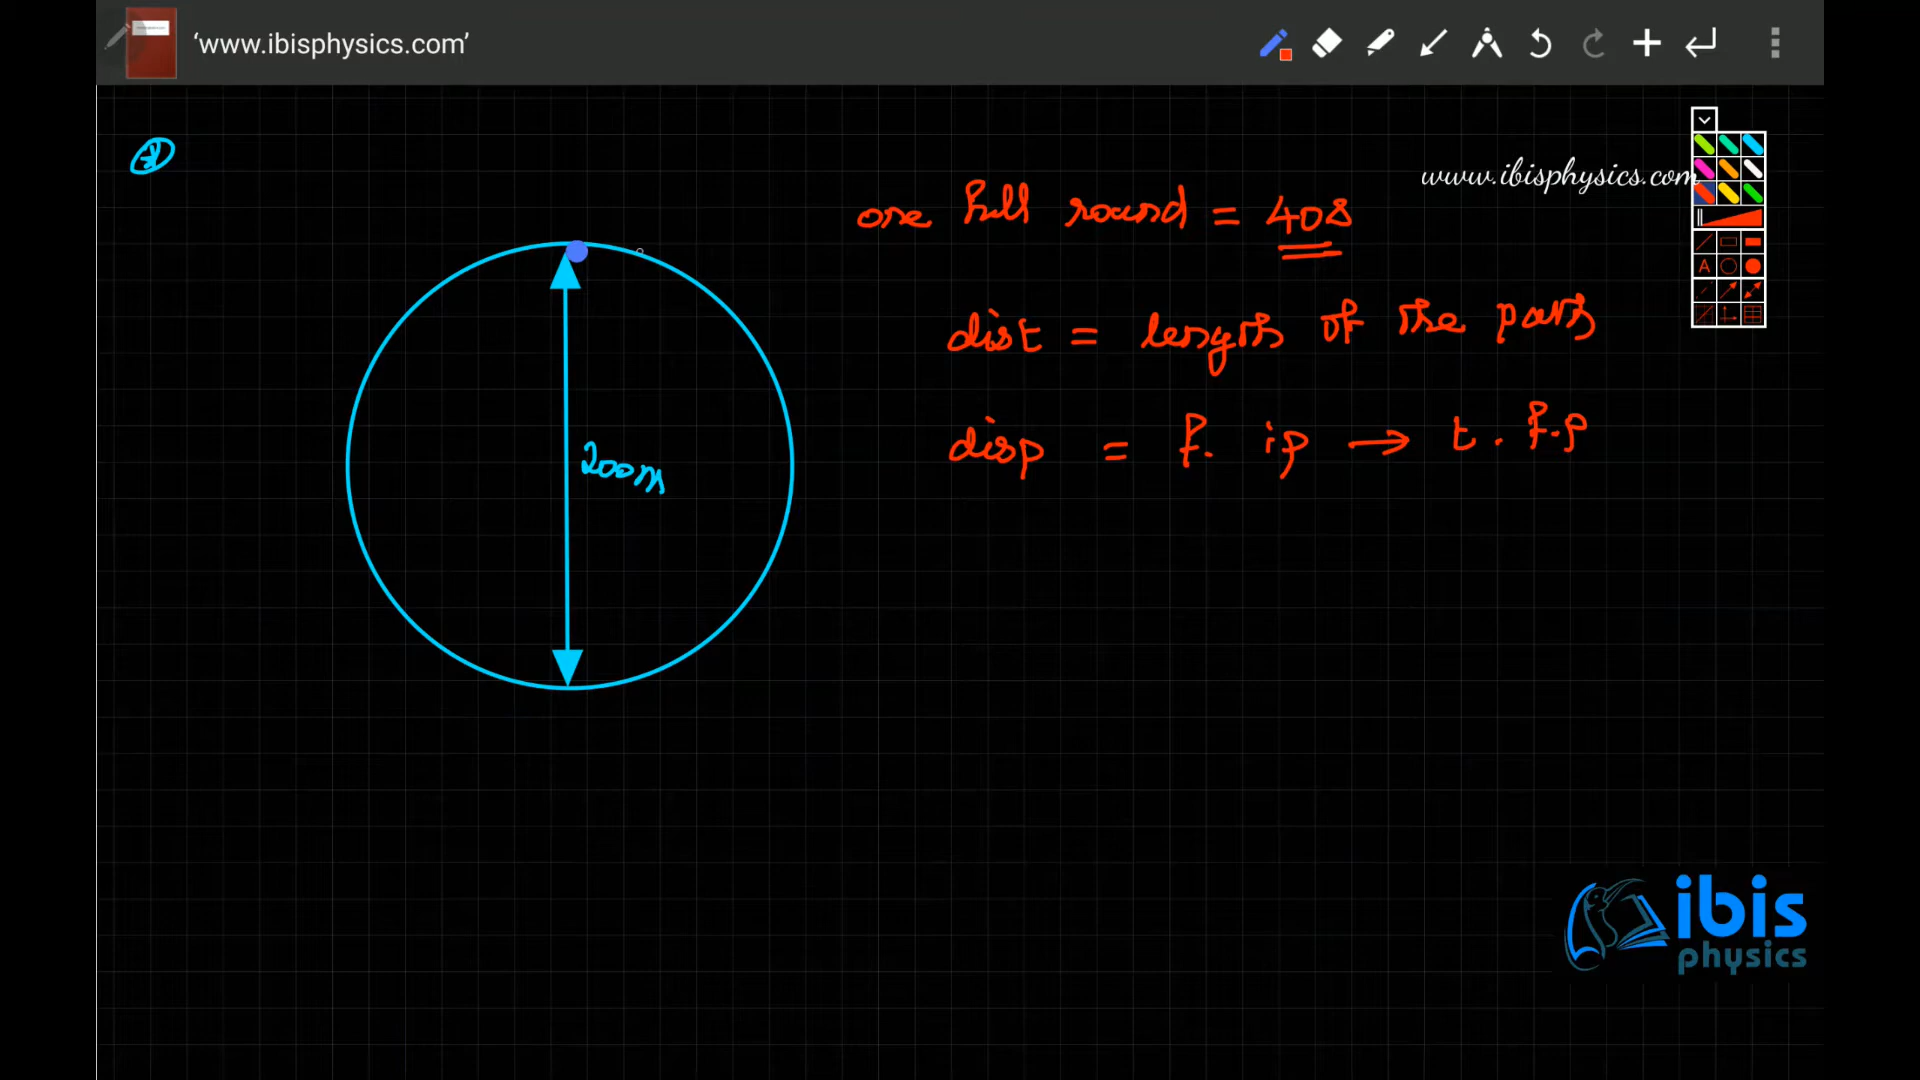 ‘www.ibisphysics.com’
www.ibisphysics.com
one full round = 40s
dist = length of the path
disp = f. ip → t. f.p
200m
A
ibis
physics